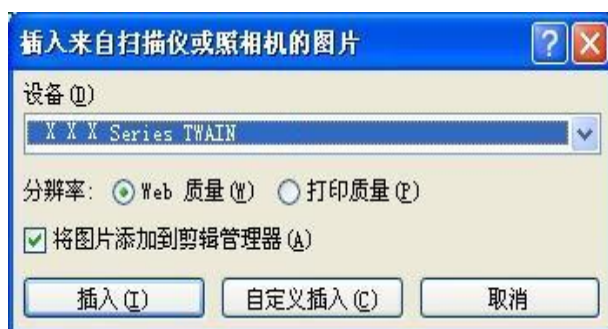 插入来自扫描仪或照相机的图片
设备(D)
X X X Series TWAIN
分辨率: Web 质量(W) 打印质量(P)
将图片添加到剪辑管理器(A)
插入(I) 自定义插入(C) 取消